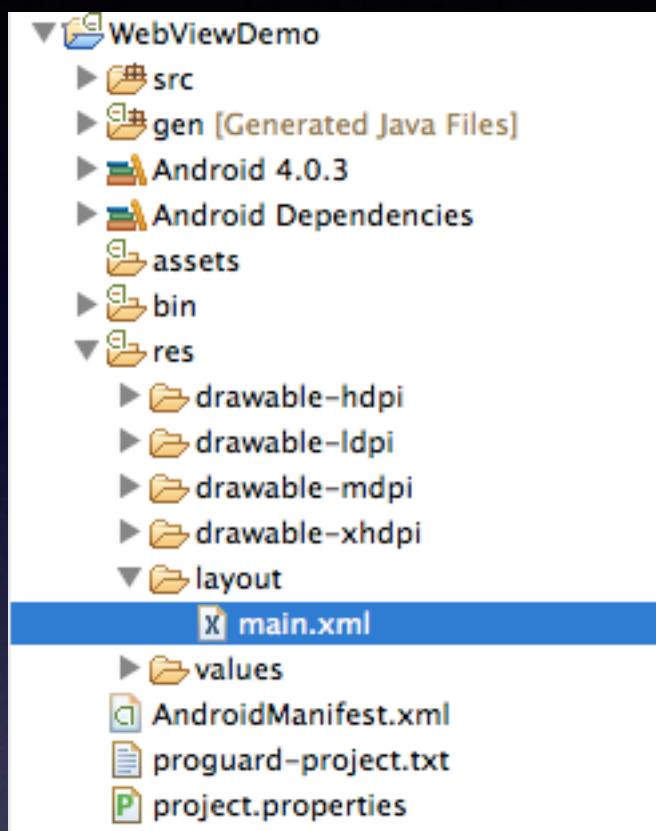 WebViewDemo
src
gen [Generated Java Files]
Android 4.0.3
Android Dependencies
assets
bin
res
drawable-hdpi
drawable-ldpi
drawable-mdpi
drawable-xhdpi
layout
main.xml
values
AndroidManifest.xml
proguard-project.txt
project.properties